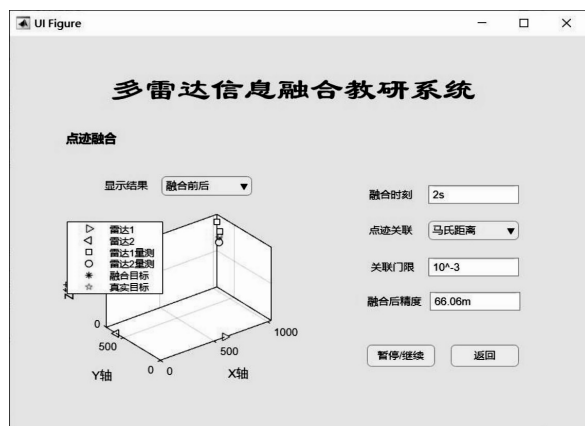 UI Figure
多雷达信息融合教研系统
点迹融合
显示结果 融合前后
雷达1
雷达2
雷达1量测
雷达2量测
融合目标
真实目标
0
500
0
0
500
1000
Y轴
X轴
融合时刻 2s
点迹关联 马氏距离
关联门限 10^-3
融合后精度 66.06m
暂停/继续
返回